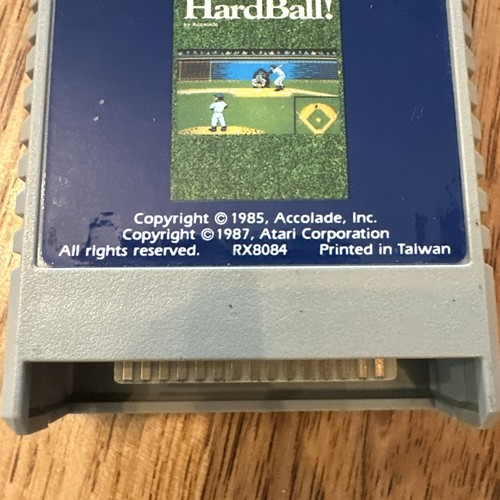 HardBall!
by Accolade
Copyright © 1985, Accolade, Inc.
Copyright © 1987, Atari Corporation
All rights reserved. RX8084 Printed in Taiwan